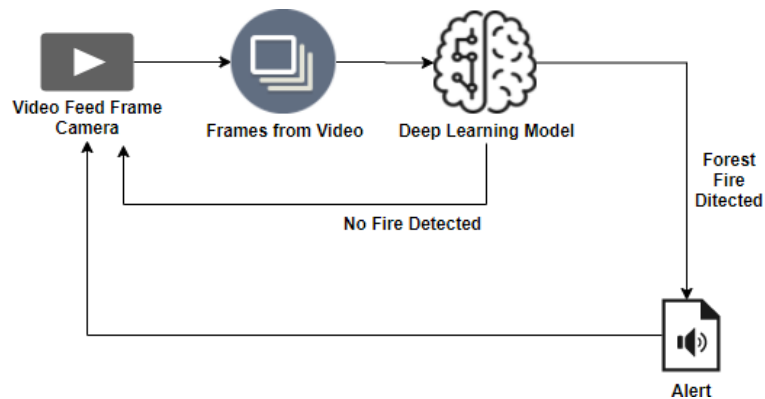 Video Feed Frame
Camera
Frames from Video
Deep Learning Model
Forest
Fire
Ditected
No Fire Detected
Alert